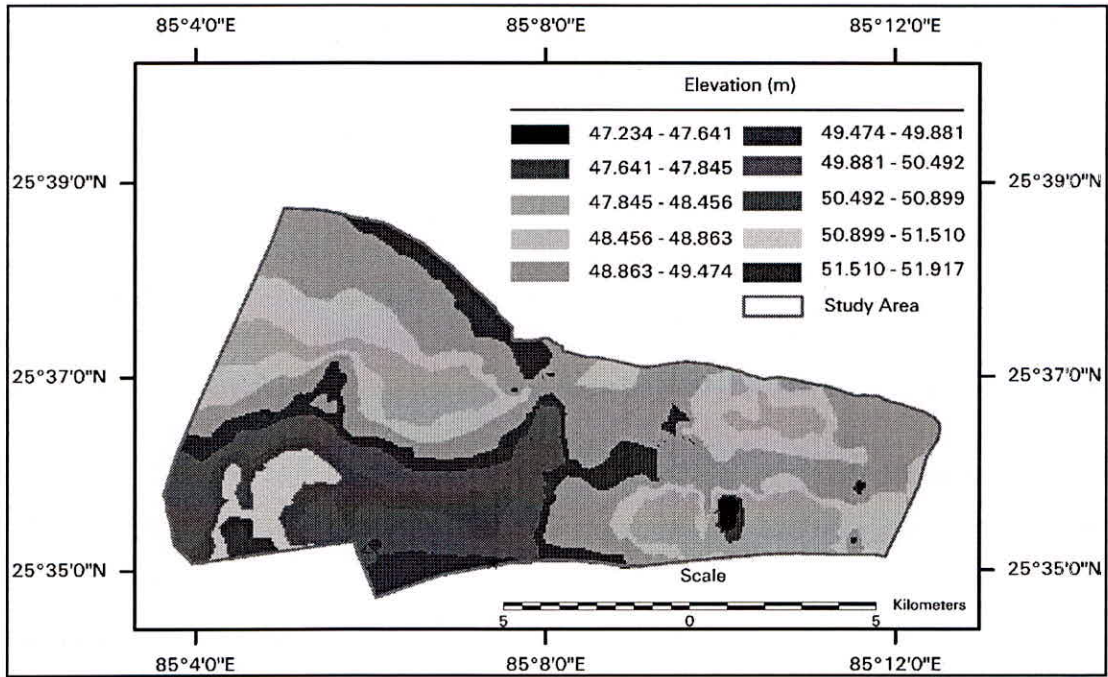 85°4'0"E 85°8'0"E 85°12'0"E
Elevation (m)
47.234 - 47.641 49.474 - 49.881
47.641 - 47.845 49.881 - 50.492
47.845 - 48.456 50.492 - 50.899
48.456 - 48.863 50.899 - 51.510
48.863 - 49.474 51.510 - 51.917
Study Area
25°39'0"N 25°39'0"N
25°37'0"N 25°37'0"N
25°35'0"N 25°35'0"N
Scale
Kilometers
5 0 5
85°4'0"E 85°8'0"E 85°12'0"E